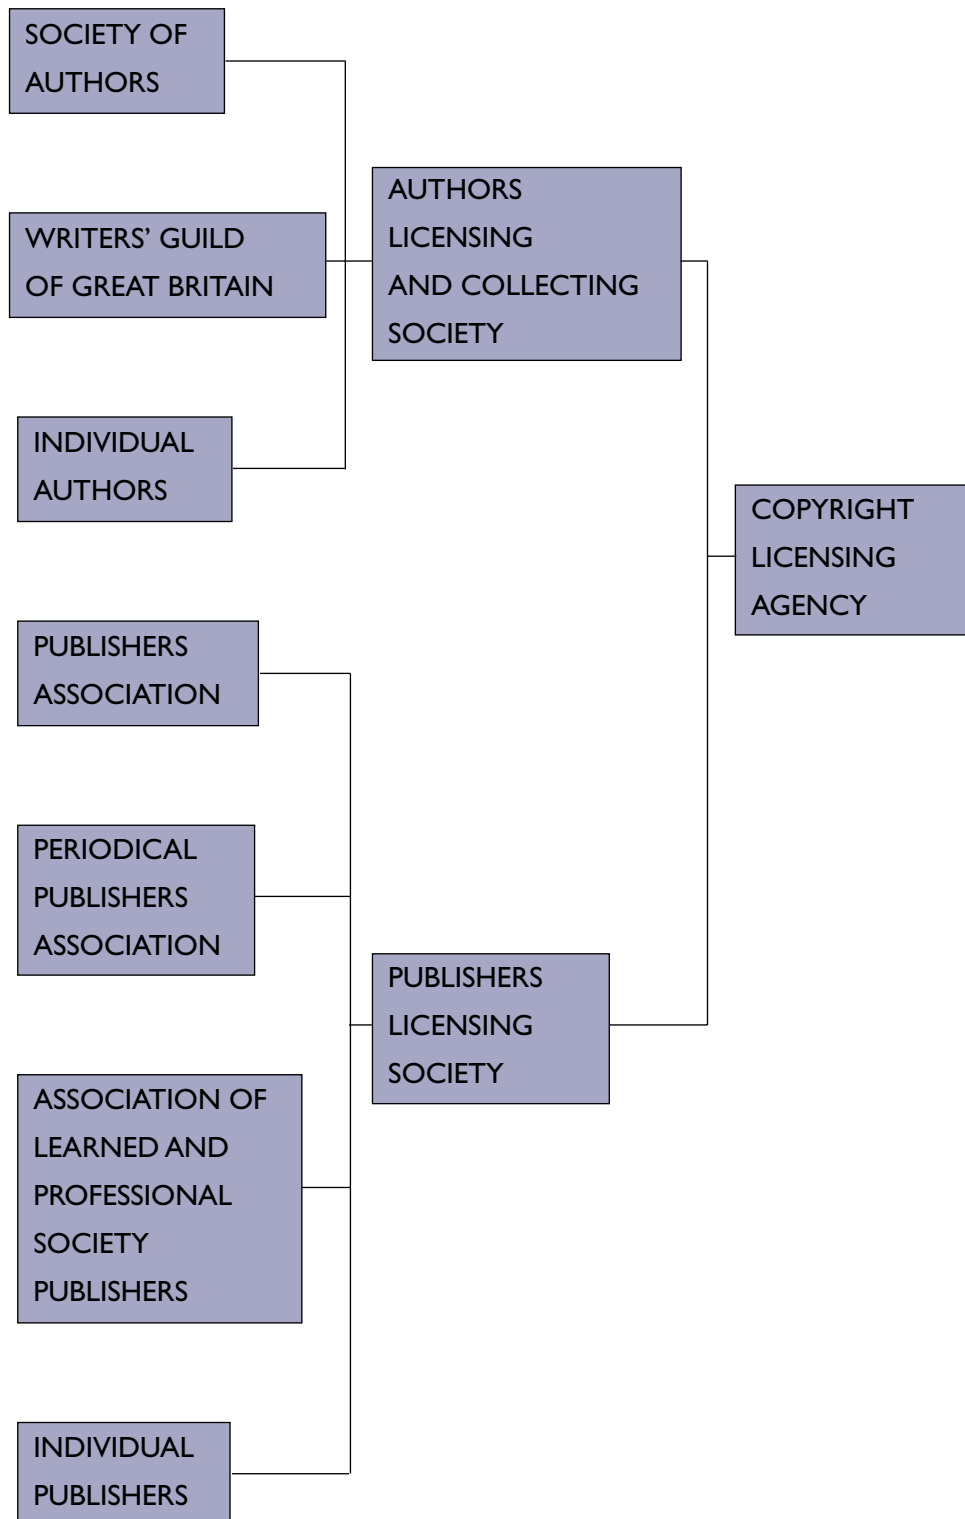 SOCIETY OF
AUTHORS
WRITERS’ GUILD
OF GREAT BRITAIN
INDIVIDUAL
AUTHORS
AUTHORS
LICENSING
AND COLLECTING
SOCIETY
PUBLISHERS
ASSOCIATION
PERIODICAL
PUBLISHERS
ASSOCIATION
ASSOCIATION OF
LEARNED AND
PROFESSIONAL
SOCIETY
PUBLISHERS
INDIVIDUAL
PUBLISHERS
PUBLISHERS
LICENSING
SOCIETY
COPYRIGHT
LICENSING
AGENCY